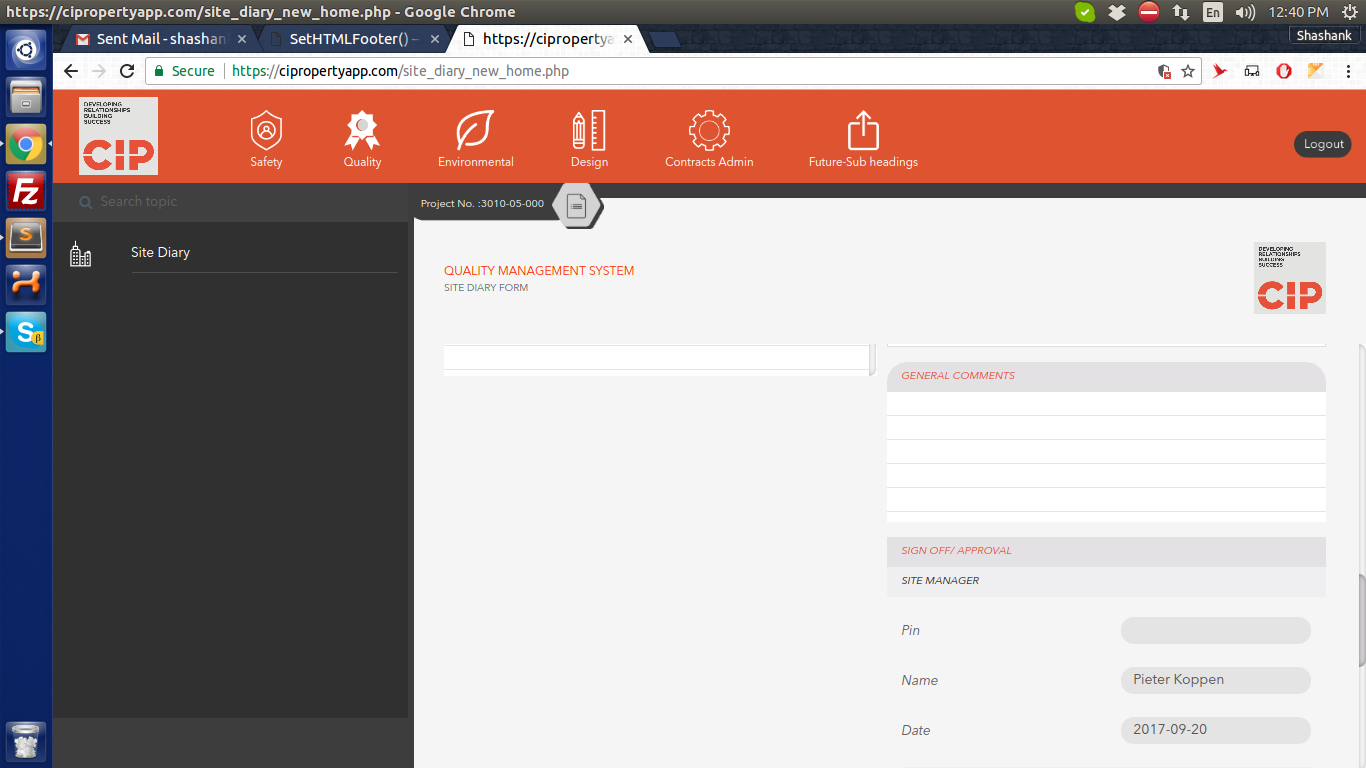 https://cipropertyapp.com/site_diary_new_home.php - Google Chrome
En
12:40 PM
Sent Mail - shashan
SetHTMLFooter() –
https://cipropertya
Shashank
Secure
https://cipropertyapp.com/site_diary_new_home.php
DEVELOPING
RELATIONSHIPS
BUILDING
SUCCESS
CIP
Safety
Quality
Environmental
Design
Contracts Admin
Future-Sub headings
Logout
Search topic
Project No. :3010-05-000
Site Diary
QUALITY MANAGEMENT SYSTEM
SITE DIARY FORM
DEVELOPING
RELATIONSHIPS
BUILDING
SUCCESS
CIP
GENERAL COMMENTS
SIGN OFF/ APPROVAL
SITE MANAGER
Pin
Name
Pieter Koppen
Date
2017-09-20
Fz
S
S
β